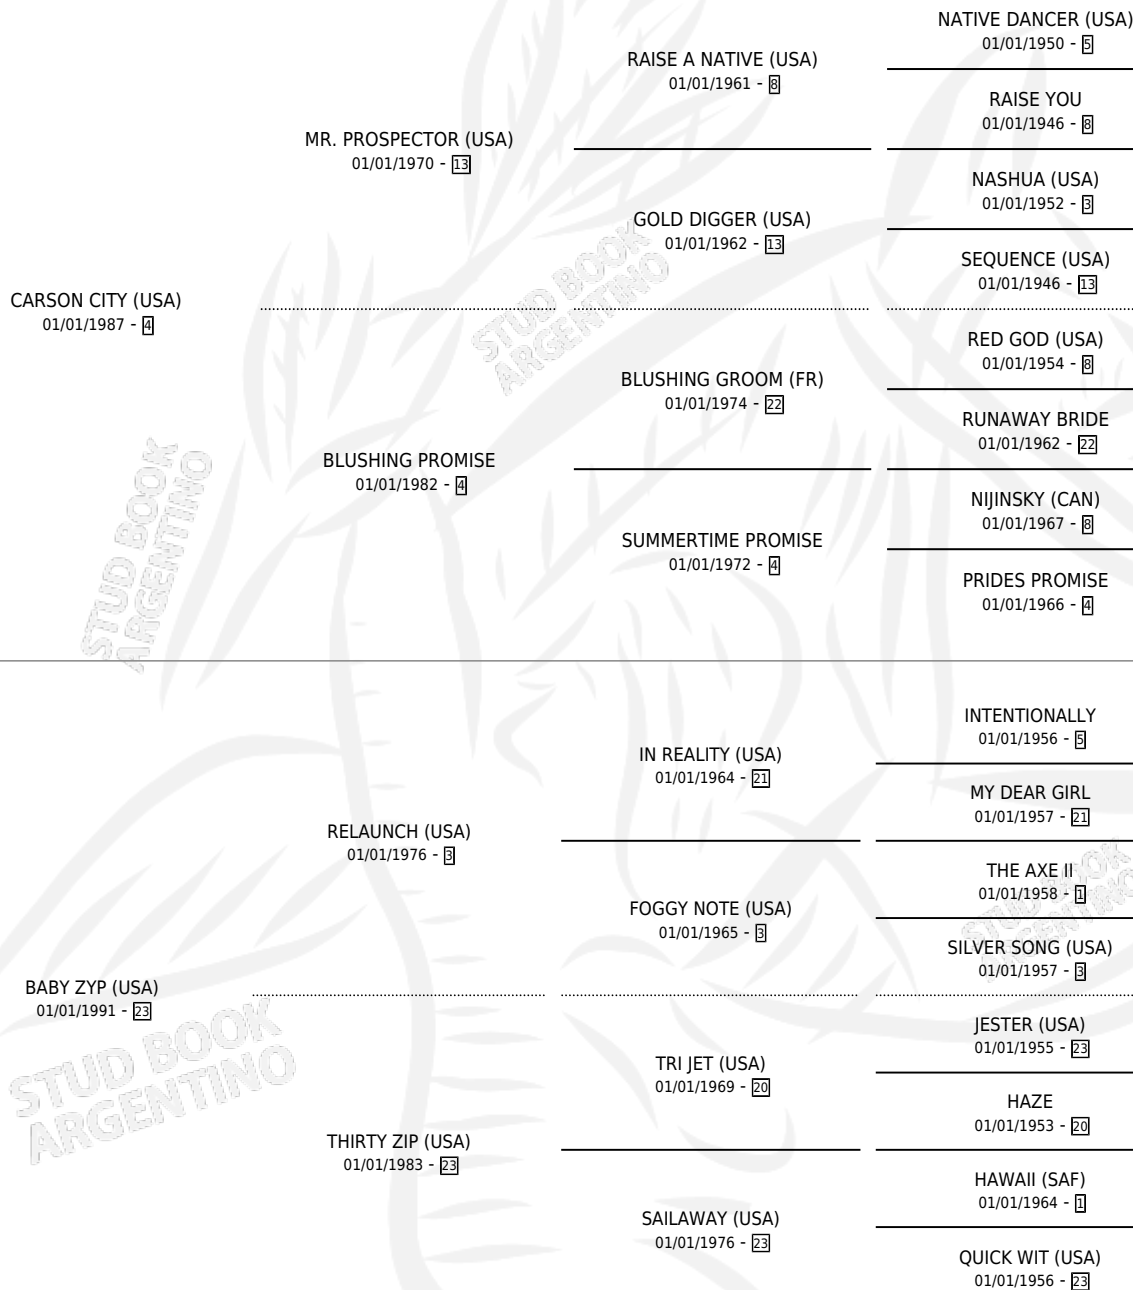 NATIVE DANCER (USA)
01/01/1950 - 5
RAISE A NATIVE (USA)
01/01/1961 - 8
RAISE YOU
01/01/1946 - 8
MR. PROSPECTOR (USA)
01/01/1970 - 13
NASHUA (USA)
01/01/1952 - 3
GOLD DIGGER (USA)
01/01/1962 - 13
SEQUENCE (USA)
01/01/1946 - 13
CARSON CITY (USA)
01/01/1987 - 4
RED GOD (USA)
01/01/1954 - 8
BLUSHING GROOM (FR)
01/01/1974 - 22
RUNAWAY BRIDE
01/01/1962 - 22
BLUSHING PROMISE
01/01/1982 - 4
NIJINSKY (CAN)
01/01/1967 - 8
SUMMERTIME PROMISE
01/01/1972 - 4
PRIDES PROMISE
01/01/1966 - 4
INTENTIONALLY
01/01/1956 - 5
IN REALITY (USA)
01/01/1964 - 21
MY DEAR GIRL
01/01/1957 - 21
RELAUNCH (USA)
01/01/1976 - 3
THE AXE II
01/01/1958 - 1
FOGGY NOTE (USA)
01/01/1965 - 3
SILVER SONG (USA)
01/01/1957 - 3
BABY ZYP (USA)
01/01/1991 - 23
JESTER (USA)
01/01/1955 - 23
TRI JET (USA)
01/01/1969 - 20
HAZE
01/01/1953 - 20
THIRTY ZIP (USA)
01/01/1983 - 23
HAWAII (SAF)
01/01/1964 - 1
SAILAWAY (USA)
01/01/1976 - 23
QUICK WIT (USA)
01/01/1956 - 23
STUD BOOK
ARGENTINO
STUD BOOK
ARGENTINO
STUD BOOK
ARGENTINO
STUD BOOK
ARGENTINO